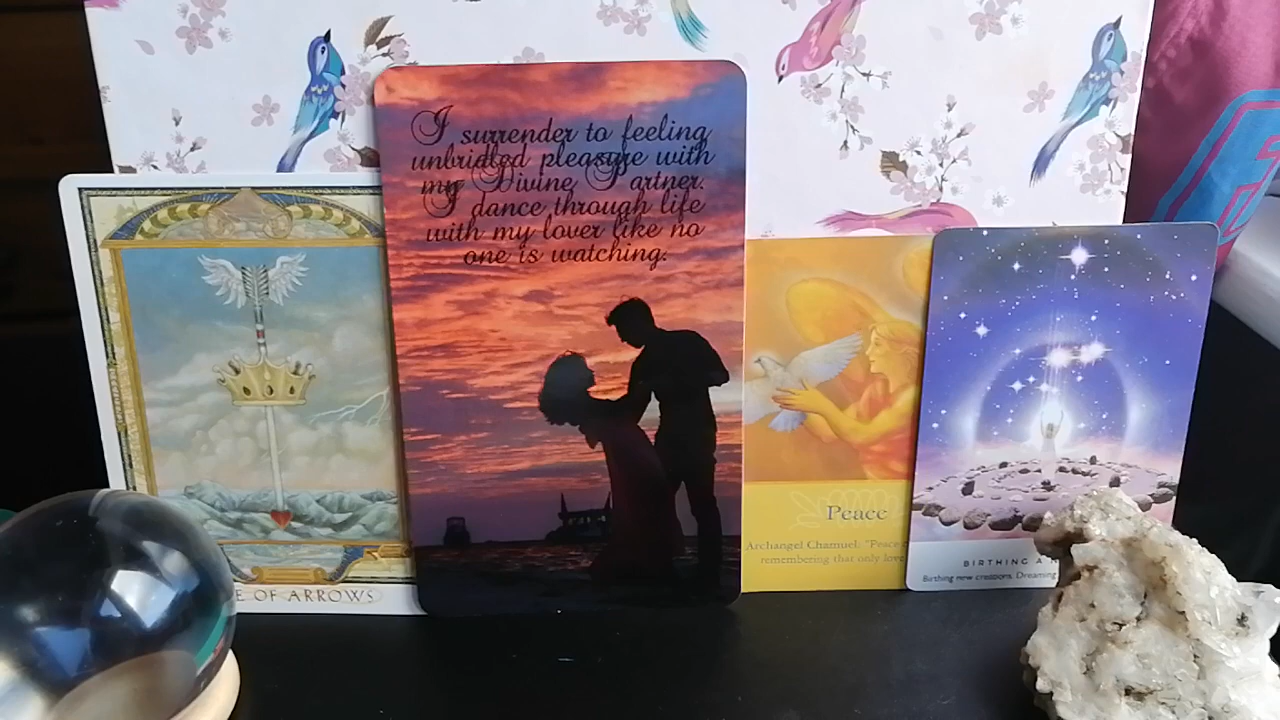 I surrender to feeling
unbridled pleasure with
my Divine Partner.
I dance through life
with my lover like no
one is watching.
E OF ARROWS
Peace
Archangel Chamuel: "Peace
remembering that only love
BIRTHING A N
Birthing new creations. Dreaming